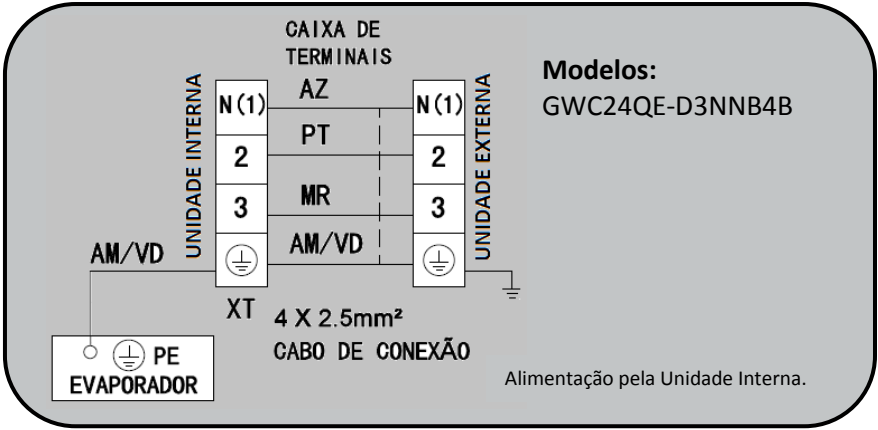 CAIXA DE
TERMINAIS
UNIDADE INTERNA
N(1)
2
3
AZ
PT
MR
AM/VD
N(1)
2
3
UNIDADE EXTERNA
AM/VD
XT
4 X 2.5mm²
CABO DE CONEXÃO
PE
EVAPORADOR
Modelos:
GWC24QE-D3NNB4B
Alimentação pela Unidade Interna.